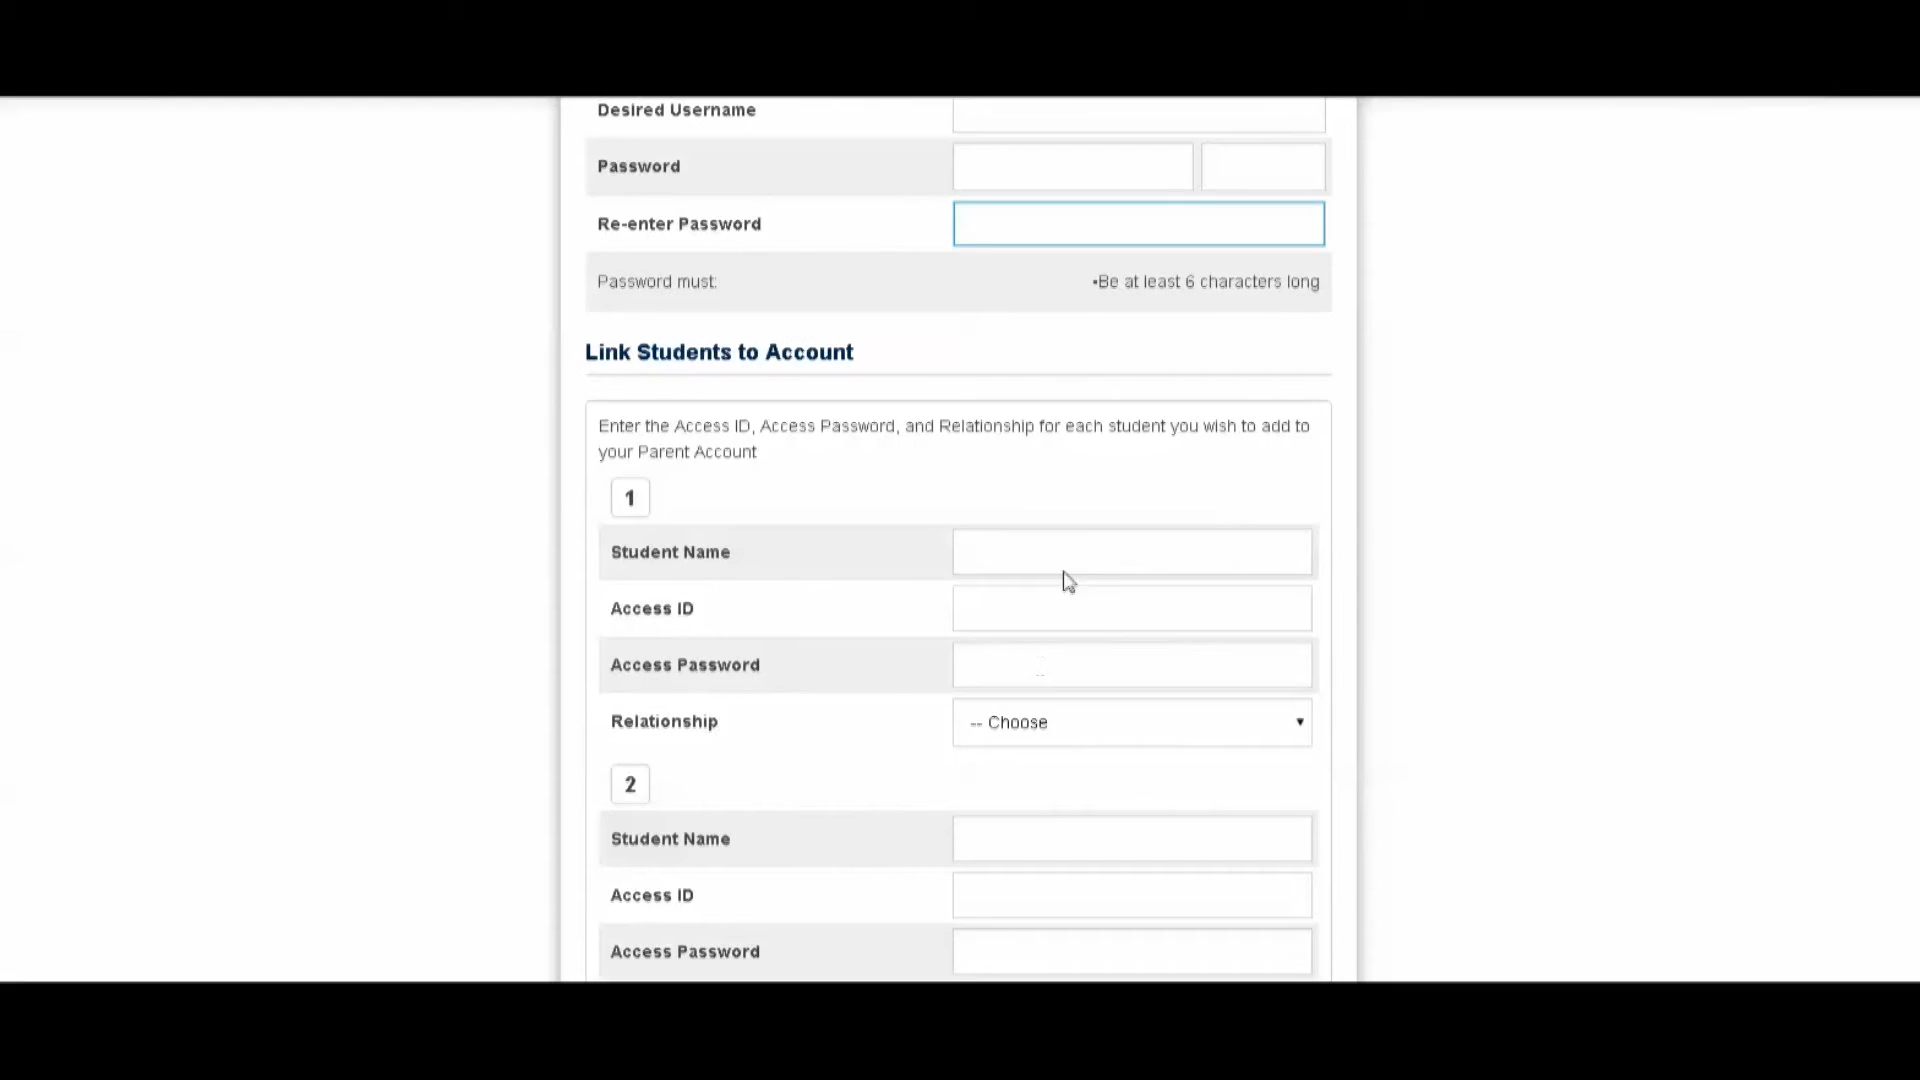 Desired Username
Password
Re-enter Password
Password must:
•Be at least 6 characters long
Link Students to Account
Enter the Access ID, Access Password, and Relationship for each student you wish to add to
your Parent Account
1
Student Name
Access ID
Access Password
Relationship
-- Choose
2
Student Name
Access ID
Access Password